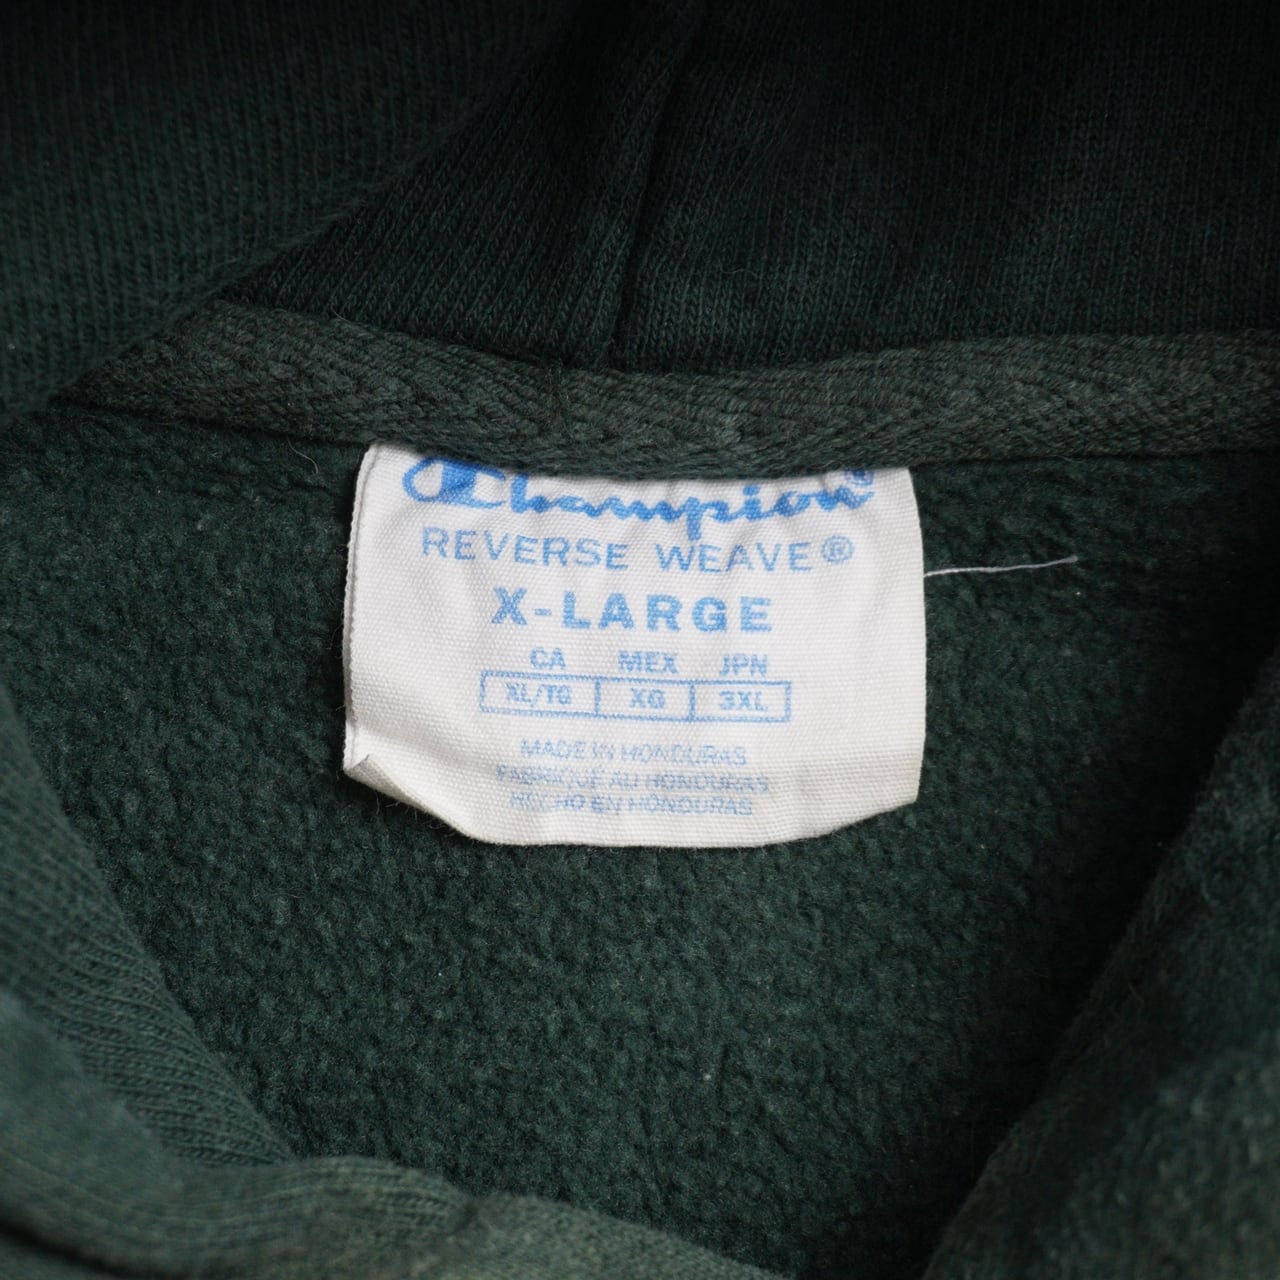 Champion®
REVERSE WEAVE®
X-LARGE
CA MEX JPN
XL/TG XG 3XL
MADE IN HONDURAS
FABRIQUÉ AU HONDURAS
HECHO EN HONDURAS